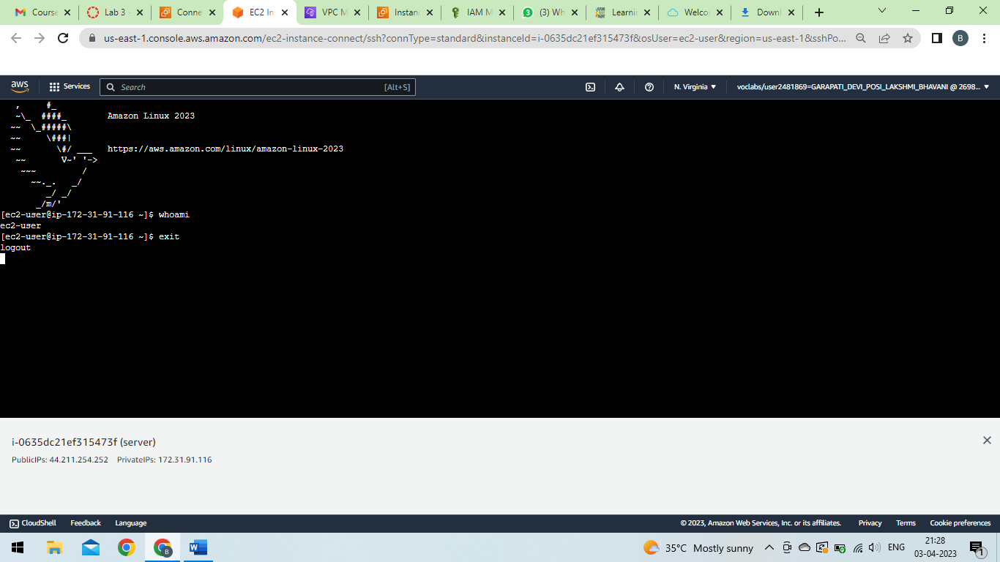 Course
Lab 3 -
Conne
EC2 In
VPC M
Instan
IAM M
(3) Wh
Learni
Welco
Downl
us-east-1.console.aws.amazon.com/ec2-instance-connect/ssh?connType=standard&instanceId=i-0635dc21ef315473f&osUser=ec2-user&region=us-east-1&sshPo...
B
aws
Services
Search
[Alt+S]
N. Virginia
voclabs/user2481869=GARAPATI_DEVI_POSI_LAKSHMI_BHAVANI @ 2698...
   ,     #_
   ~\_  ####_        Amazon Linux 2023
  ~~  \_#####\
  ~~     \###|
  ~~       \#/ ___   https://aws.amazon.com/linux/amazon-linux-2023
   ~~       V~' '->
    ~~~         /
      ~~._.   _/
         _/ _/
       _/m/'
[ec2-user@ip-172-31-91-116 ~]$ whoami
ec2-user
[ec2-user@ip-172-31-91-116 ~]$ exit
logout
i-0635dc21ef315473f (server)
PublicIPs: 44.211.254.252 PrivateIPs: 172.31.91.116
CloudShell Feedback Language
© 2023, Amazon Web Services, Inc. or its affiliates. Privacy Terms Cookie preferences
35°C Mostly sunny
ENG
21:28
03-04-2023
1